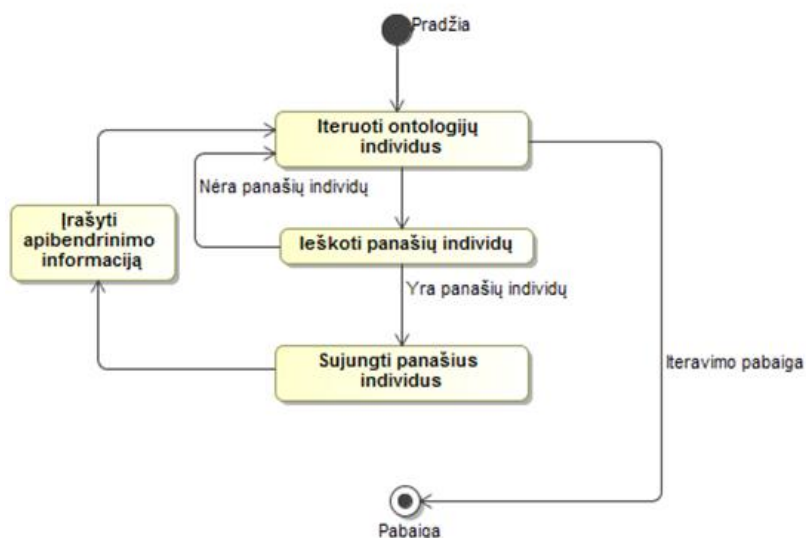 Pradžia
Iteruoti ontologijų
individus
Nėra panašių individų
Įrašyti
apibendrinimo
informaciją
Ieškoti panašių individų
Yra panašių individų
Sujungti panašius
individus
Iteravimo pabaiga
Pabaiga